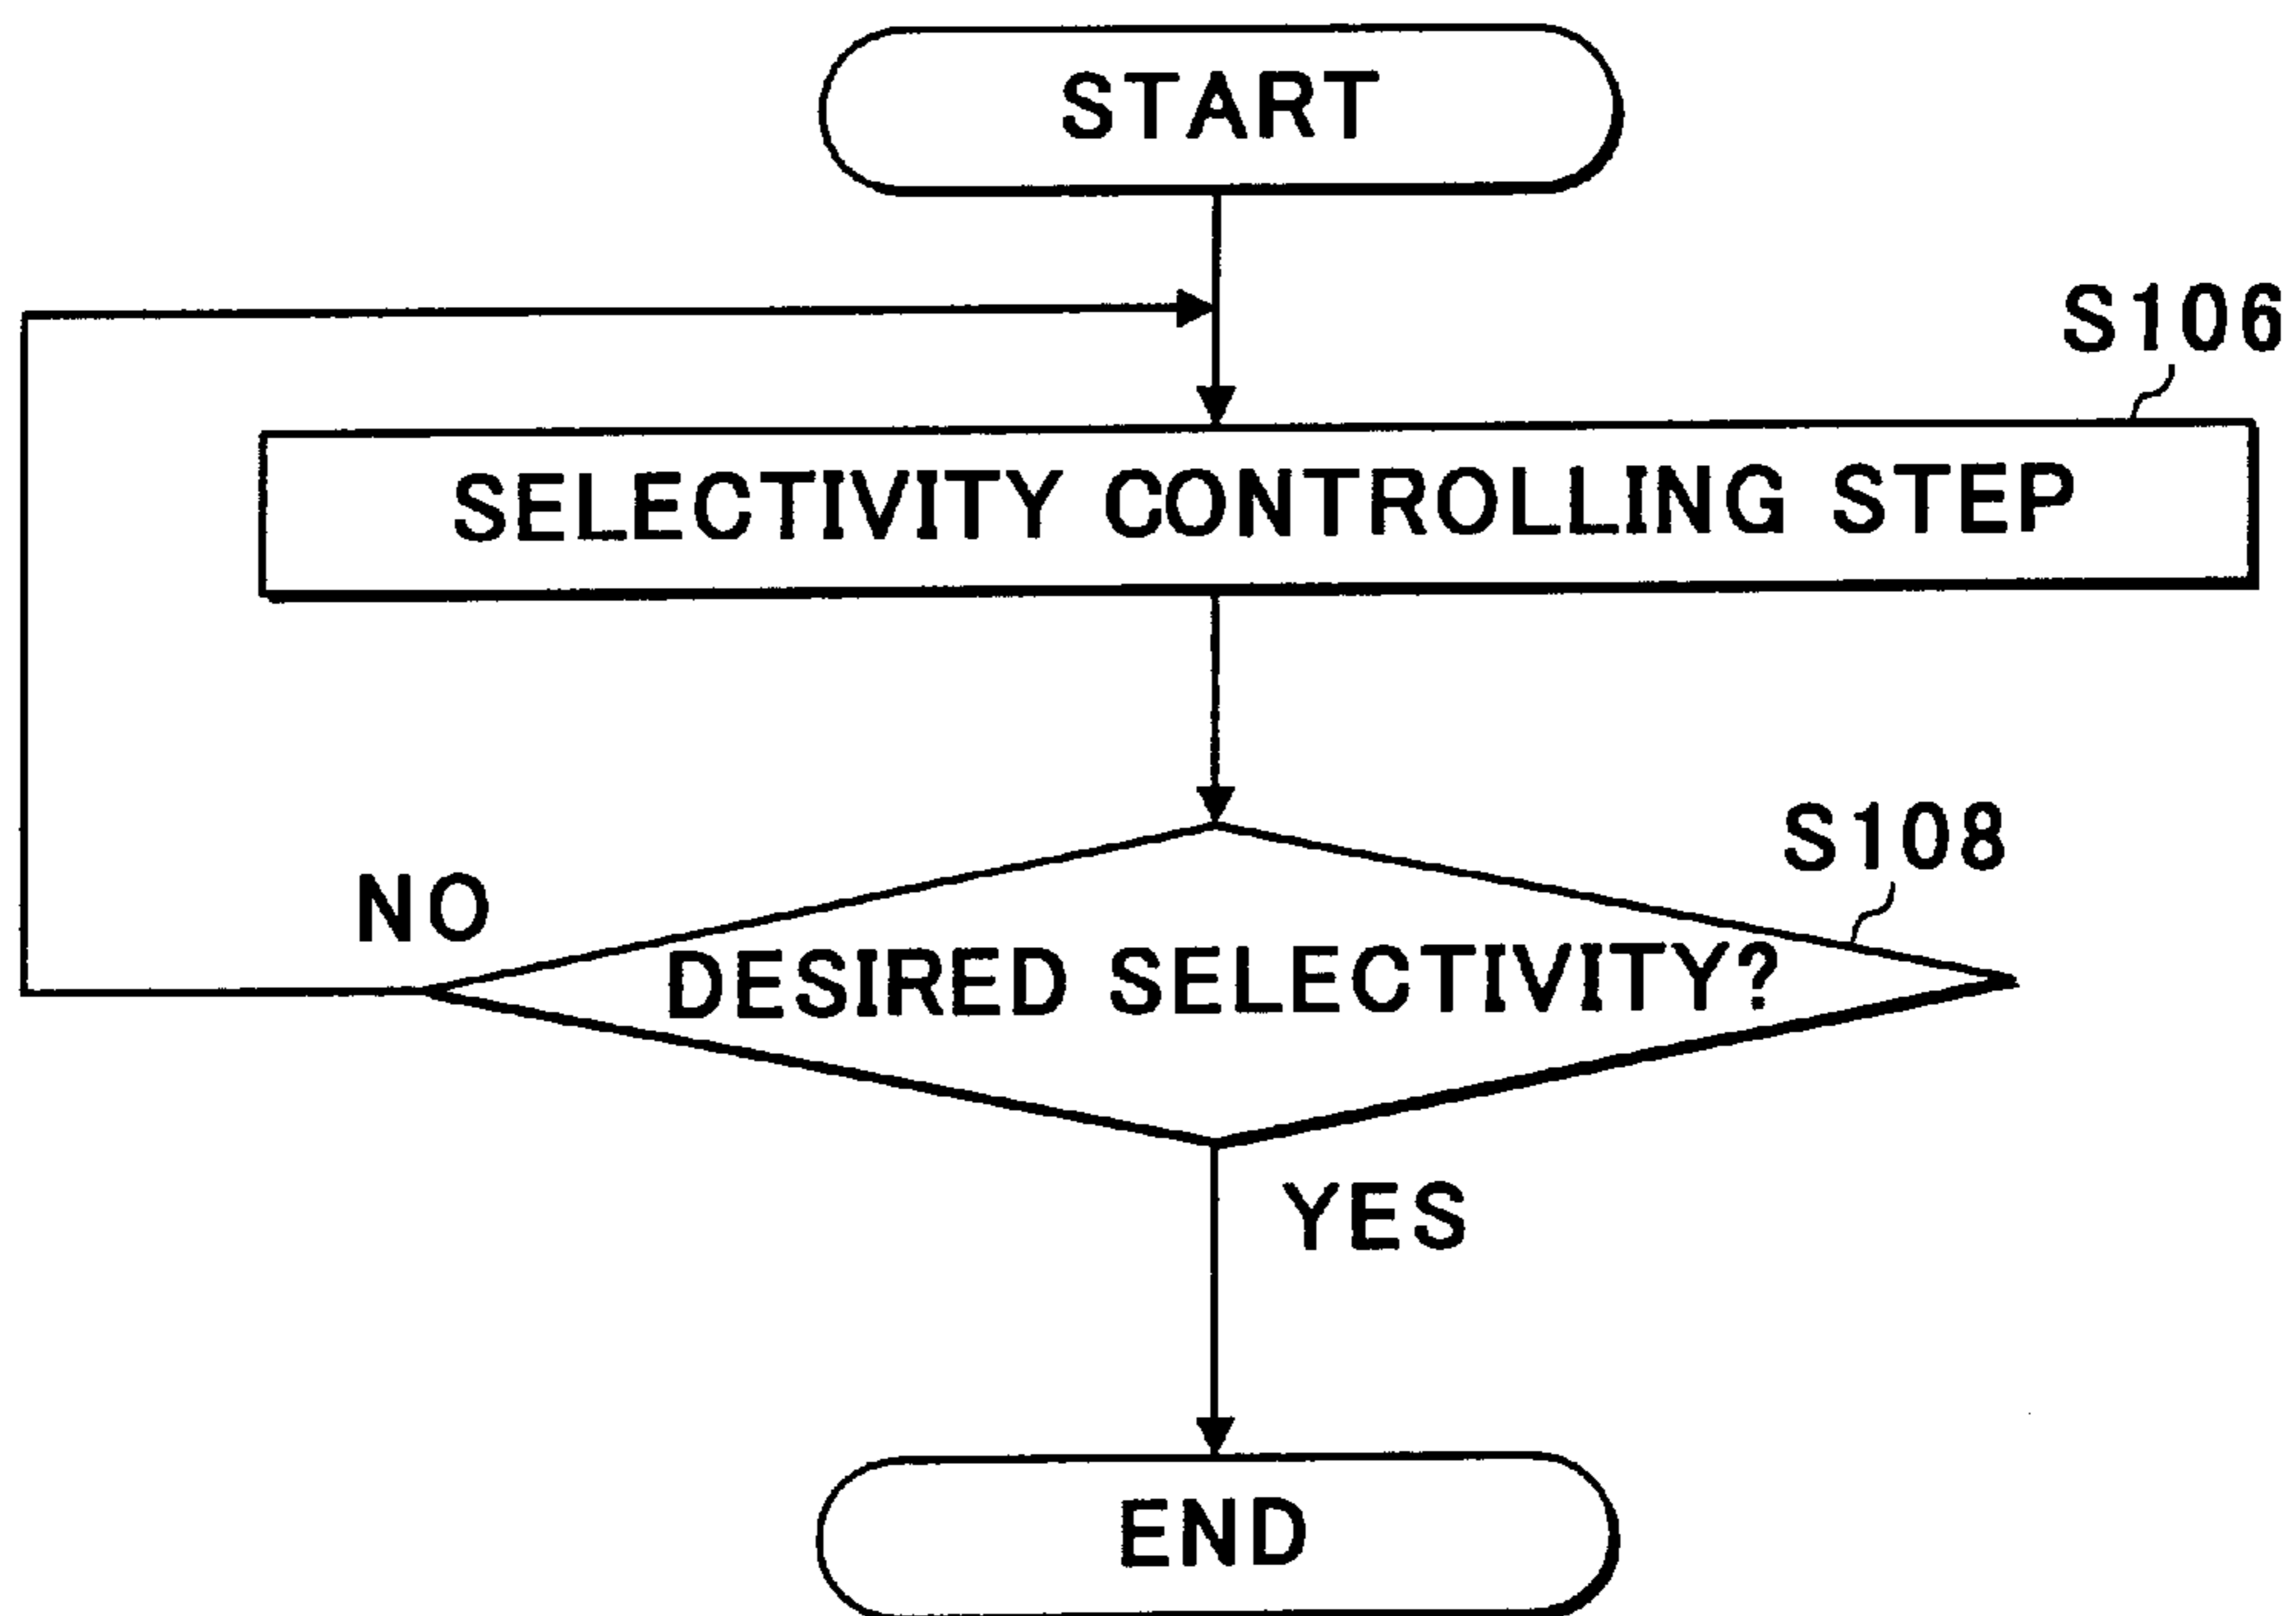 START
S106
SELECTIVITY CONTROLLING STEP
S108
NO
DESIRED SELECTIVITY?
YES
END